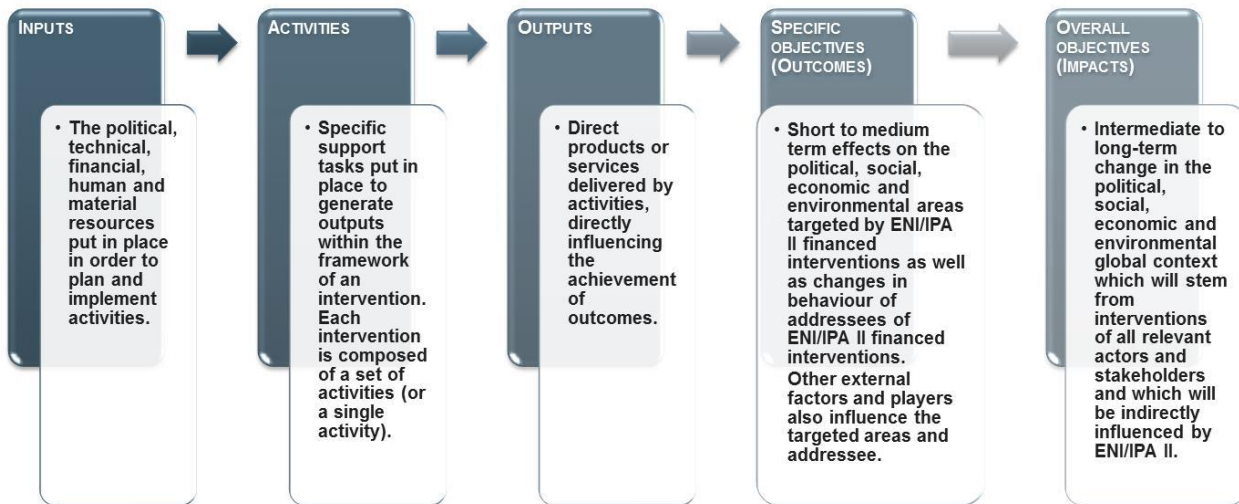 INPUTS
• The political,
technical,
financial,
human and
material
resources
put in place
in order to
plan and
implement
activities.
ACTIVITIES
• Specific
support
tasks put in
place to
generate
outputs
within the
framework
of an
intervention.
Each
intervention
is composed
of a set of
activities (or
a single
activity).
OUTPUTS
• Direct
products or
services
delivered by
activities,
directly
influencing
the
achievement
of
outcomes.
SPECIFIC
OBJECTIVES
(OUTCOMES)
• Short to medium
term effects on the
political, social,
economic and
environmental areas
targeted by ENI/IPA
II financed
interventions as well
as changes in
behaviour of
addressees of
ENI/IPA II financed
interventions.
Other external
factors and players
also influence the
targeted areas and
addressee.
OVERALL
OBJECTIVES
(IMPACTS)
• Intermediate to
long-term
change in the
political,
social,
economic and
environmental
global context
which will stem
from
interventions
of all relevant
actors and
stakeholders
and which will
be indirectly
influenced by
ENI/IPA II.